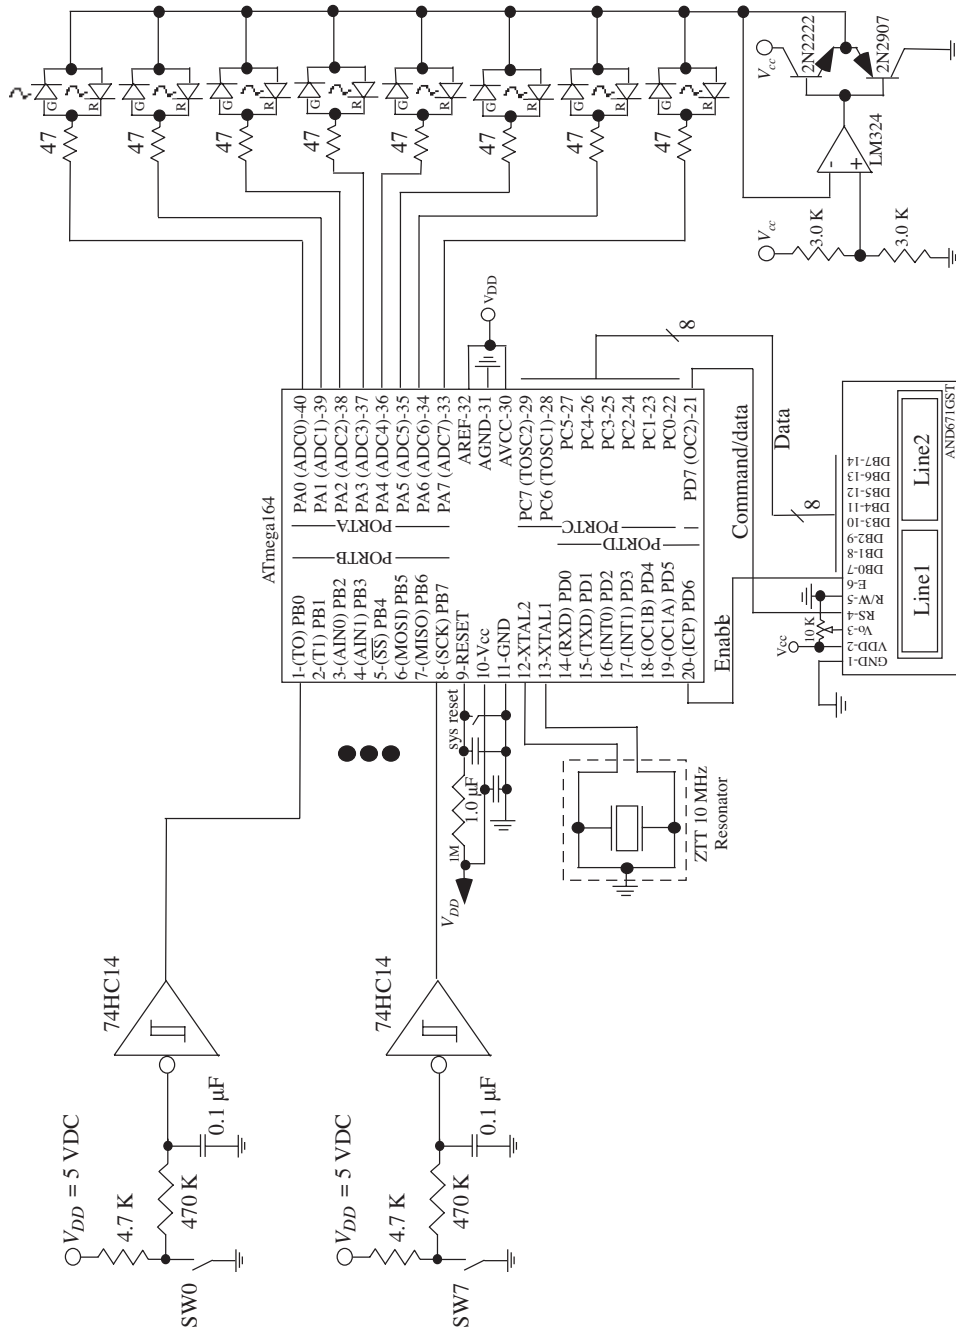 V_DD = 5 VDC
4.7 K
470 K
SW0
0.1 µF
74HC14
V_DD = 5 VDC
4.7 K
470 K
SW7
0.1 µF
74HC14
V_DD
1M
1.0 µF
sys reset
ZTT 10 MHz
Resonator
ATmega164
1-(TO) PB0
2-(T1) PB1
3-(AIN0) PB2
4-(AIN1) PB3
5-(SS) PB4
6-(MOSI) PB5
7-(MISO) PB6
8-(SCK) PB7
9-RESET
10-Vcc
11-GND
12-XTAL2
13-XTAL1
14-(RXD) PD0
15-(TXD) PD1
16-(INT0) PD2
17-(INT1) PD3
18-(OC1B) PD4
19-(OC1A) PD5
20-(ICP) PD6
PORTB
PORTA
PORTC
PORTD
PA0 (ADC0)-40
PA1 (ADC1)-39
PA2 (ADC2)-38
PA3 (ADC3)-37
PA4 (ADC4)-36
PA5 (ADC5)-35
PA6 (ADC6)-34
PA7 (ADC7)-33
AREF-32
AGND-31
AVCC-30
PC7 (TOSC2)-29
PC6 (TOSC1)-28
PC5-27
PC4-26
PC3-25
PC2-24
PC1-23
PC0-22
PD7 (OC2)-21
VDD
8
Data
8
Command/data
Enable
47
G
R
47
G
R
47
G
R
47
G
R
47
G
R
47
G
R
47
G
R
47
G
R
V_cc
3.0 K
3.0 K
-
+
LM324
V_cc
2N2222
2N2907
Vcc
10 K
GND-1
VDD-2
Vo-3
RS-4
R/W-5
E-6
DB0-7
DB1-8
DB2-9
DB3-10
DB4-11
DB5-12
DB6-13
DB7-14
Line1
Line2
AND671GST